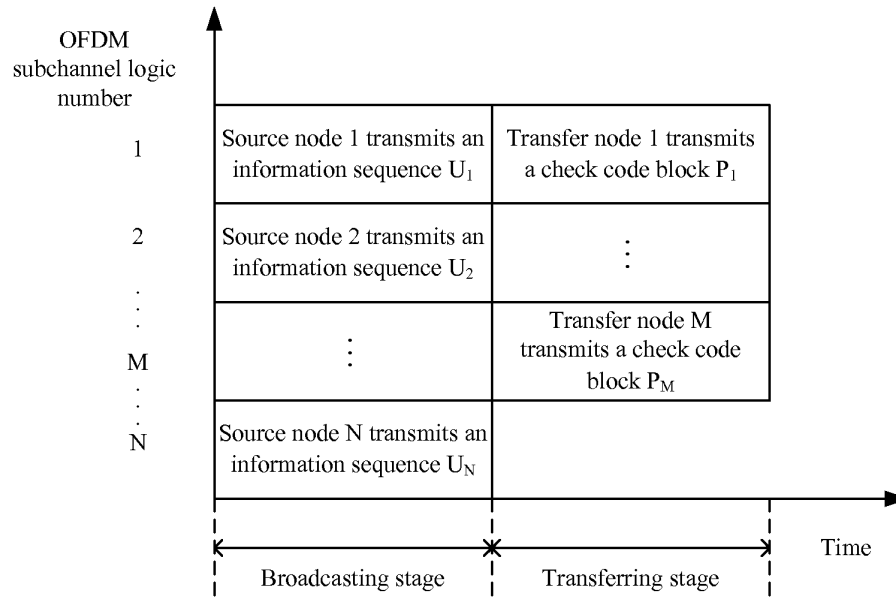 OFDM
subchannel logic
number
1
Source node 1 transmits an
information sequence U₁
Transfer node 1 transmits
a check code block P₁
2
Source node 2 transmits an
information sequence U₂
⋮
⋮
M
⋮
Transfer node M
transmits a check code
block P_M
⋮
N
Source node N transmits an
information sequence U_N
Time
Broadcasting stage
Transferring stage